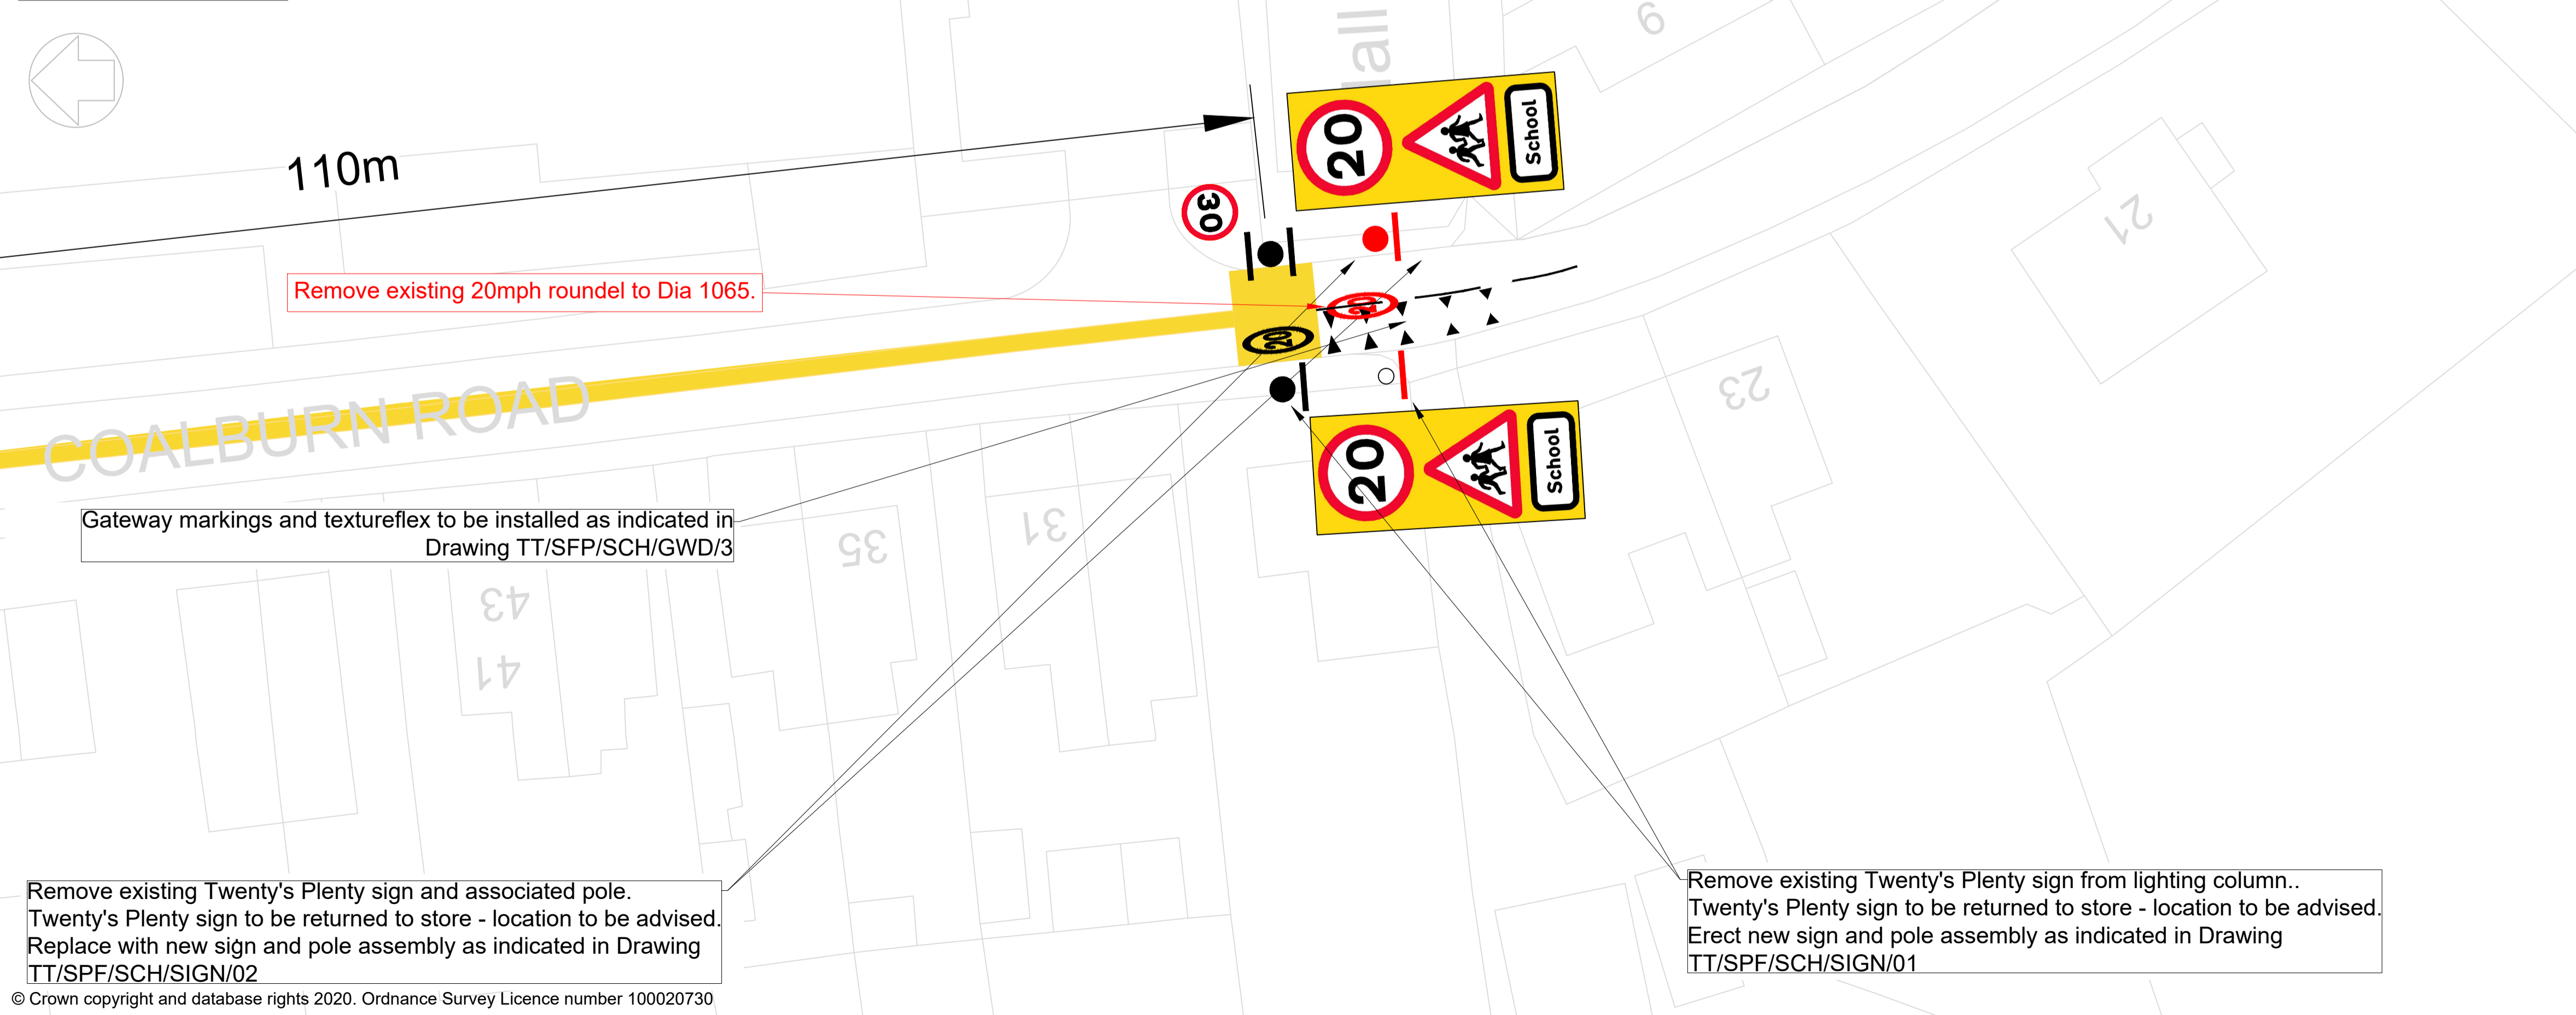 9
20
School
110m
30
21
Remove existing 20mph roundel to Dia 1065.
20
20
23
COALBURN ROAD
20
School
Gateway markings and textureflex to be installed as indicated in
Drawing TT/SFP/SCH/GWD/3
35
31
43
41
Remove existing Twenty's Plenty sign and associated pole.
Twenty's Plenty sign to be returned to store - location to be advised.
Replace with new sign and pole assembly as indicated in Drawing
TT/SPF/SCH/SIGN/02
Remove existing Twenty's Plenty sign from lighting column..
Twenty's Plenty sign to be returned to store - location to be advised.
Erect new sign and pole assembly as indicated in Drawing
TT/SPF/SCH/SIGN/01
© Crown copyright and database rights 2020. Ordnance Survey Licence number 100020730